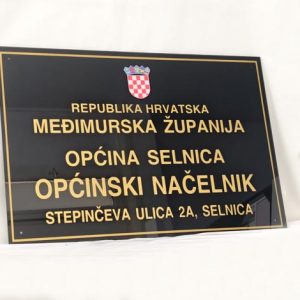 REPUBLIKA HRVATSKA
MEĐIMURSKA ŽUPANIJA
OPĆINA SELNICA
OPĆINSKI NAČELNIK
STEPINČEVA ULICA 2A, SELNICA